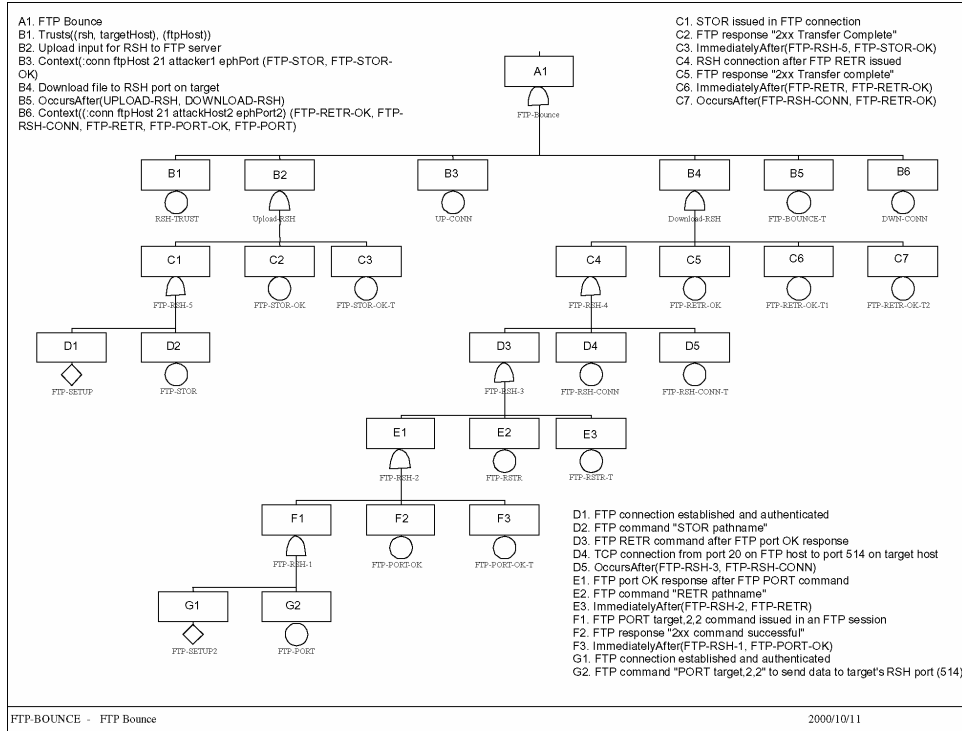 A1. FTP Bounce
B1. Trusts((rsh, targetHost), (ftpHost))
B2. Upload input for RSH to FTP server
B3. Context(:conn ftpHost 21 attacker1 ephPort (FTP-STOR, FTP-STOR-
OK)
B4. Download file to RSH port on target
B5. OccursAfter(UPLOAD-RSH, DOWNLOAD-RSH)
B6. Context((:conn ftpHost 21 attackHost2 ephPort2) (FTP-RETR-OK, FTP-
RSH-CONN, FTP-RETR, FTP-PORT-OK, FTP-PORT)
C1. STOR issued in FTP connection
C2. FTP response "2xx Transfer Complete"
C3. ImmediatelyAfter(FTP-RSH-5, FTP-STOR-OK)
C4. RSH connection after FTP RETR issued
C5. FTP response "2xx Transfer complete"
C6. ImmediatelyAfter(FTP-RETR, FTP-RETR-OK)
C7. OccursAfter(FTP-RSH-CONN, FTP-RETR-OK)
A1
FTP-Bounce
B1 B2 B3 B4 B5 B6
RSH-TRUST Upload-RSH UP-CONN Download-RSH FTP-BOUNCE-T DWN-CONN
C1 C2 C3 C4 C5 C6 C7
FTP-RSH-5 FTP-STOR-OK FTP-STOR-OK-T FTP-RSH-4 FTP-RETR-OK FTP-RETR-OK-T1 FTP-RETR-OK-T2
D1 D2 D3 D4 D5
FTP-SETUP FTP-STOR FTP-RSH-3 FTP-RSH-CONN FTP-RSH-CONN-T
E1 E2 E3
FTP-RSH-2 FTP-RSTR FTP-RSTR-T
F1 F2 F3
FTP-RSH-1 FTP-PORT-OK FTP-PORT-OK-T
G1 G2
FTP-SETUP2 FTP-PORT
D1. FTP connection established and authenticated
D2. FTP command "STOR pathname"
D3. FTP RETR command after FTP port OK response
D4. TCP connection from port 20 on FTP host to port 514 on target host
D5. OccursAfter(FTP-RSH-3, FTP-RSH-CONN)
E1. FTP port OK response after FTP PORT command
E2. FTP command "RETR pathname"
E3. ImmediatelyAfter(FTP-RSH-2, FTP-RETR)
F1. FTP PORT target,2,2 command issued in an FTP session
F2. FTP response "2xx command successful"
F3. ImmediatelyAfter(FTP-RSH-1, FTP-PORT-OK)
G1. FTP connection established and authenticated
G2. FTP command "PORT target,2,2" to send data to target's RSH port (514)
FTP-BOUNCE - FTP Bounce
2000/10/11